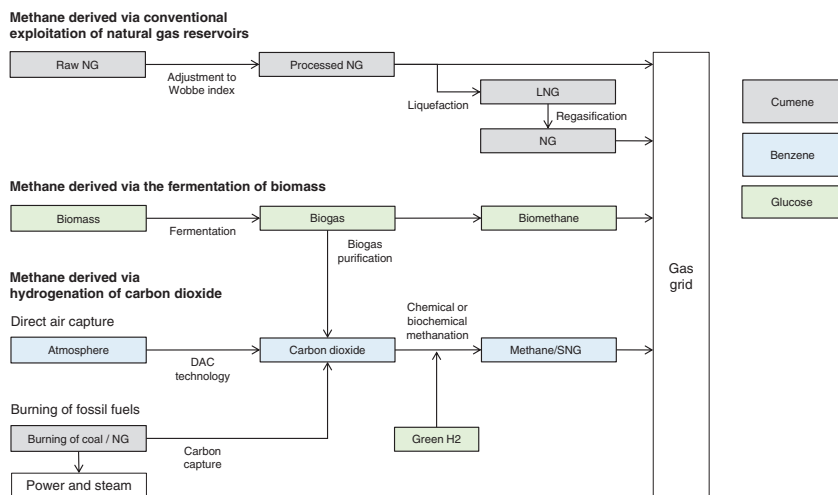 Methane derived via conventional
exploitation of natural gas reservoirs
Raw NG
Adjustment to
Wobbe index
Processed NG
Liquefaction
LNG
Regasification
NG
Methane derived via the fermentation of biomass
Biomass
Fermentation
Biogas
Biogas
purification
Biomethane
Methane derived via
hydrogenation of carbon dioxide
Direct air capture
Atmosphere
DAC
technology
Carbon dioxide
Chemical or
biochemical
methanation
Methane/SNG
Burning of fossil fuels
Burning of coal / NG
Carbon
capture
Green H2
Power and steam
Gas
grid
Cumene
Benzene
Glucose